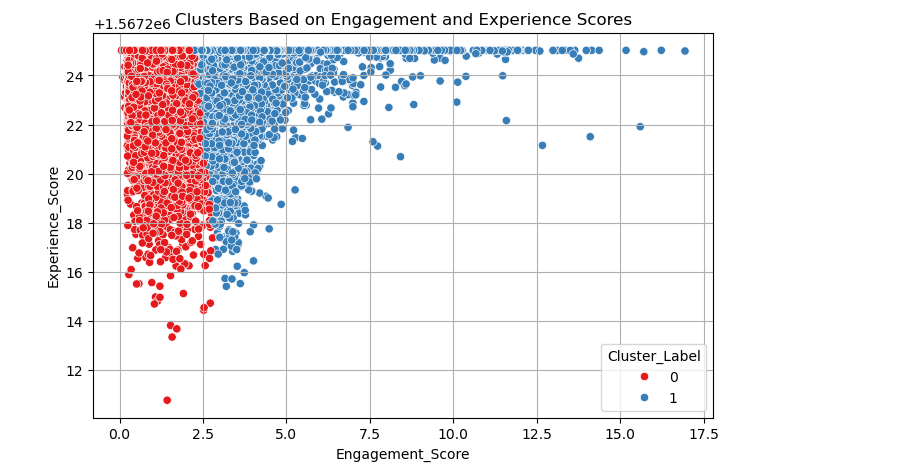 Clusters Based on Engagement and Experience Scores
+1.5672e6
24
22
20
18
16
14
12
Experience_Score
0.0 2.5 5.0 7.5 10.0 12.5 15.0 17.5
Engagement_Score
Cluster_Label
0
1